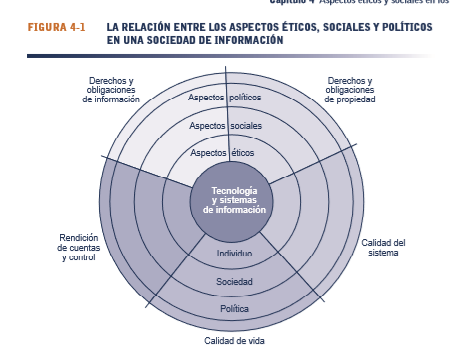 Capítulo 4 Aspectos éticos y sociales en los
FIGURA 4-1 LA RELACIÓN ENTRE LOS ASPECTOS ÉTICOS, SOCIALES Y POLÍTICOS
EN UNA SOCIEDAD DE INFORMACIÓN
Derechos y
obligaciones
de información
Derechos y
obligaciones
de propiedad
Aspectos políticos
Aspectos sociales
Aspectos éticos
Tecnología
y sistemas
de información
Rendición
de cuentas
y control
Calidad del
sistema
Individuo
Sociedad
Política
Calidad de vida